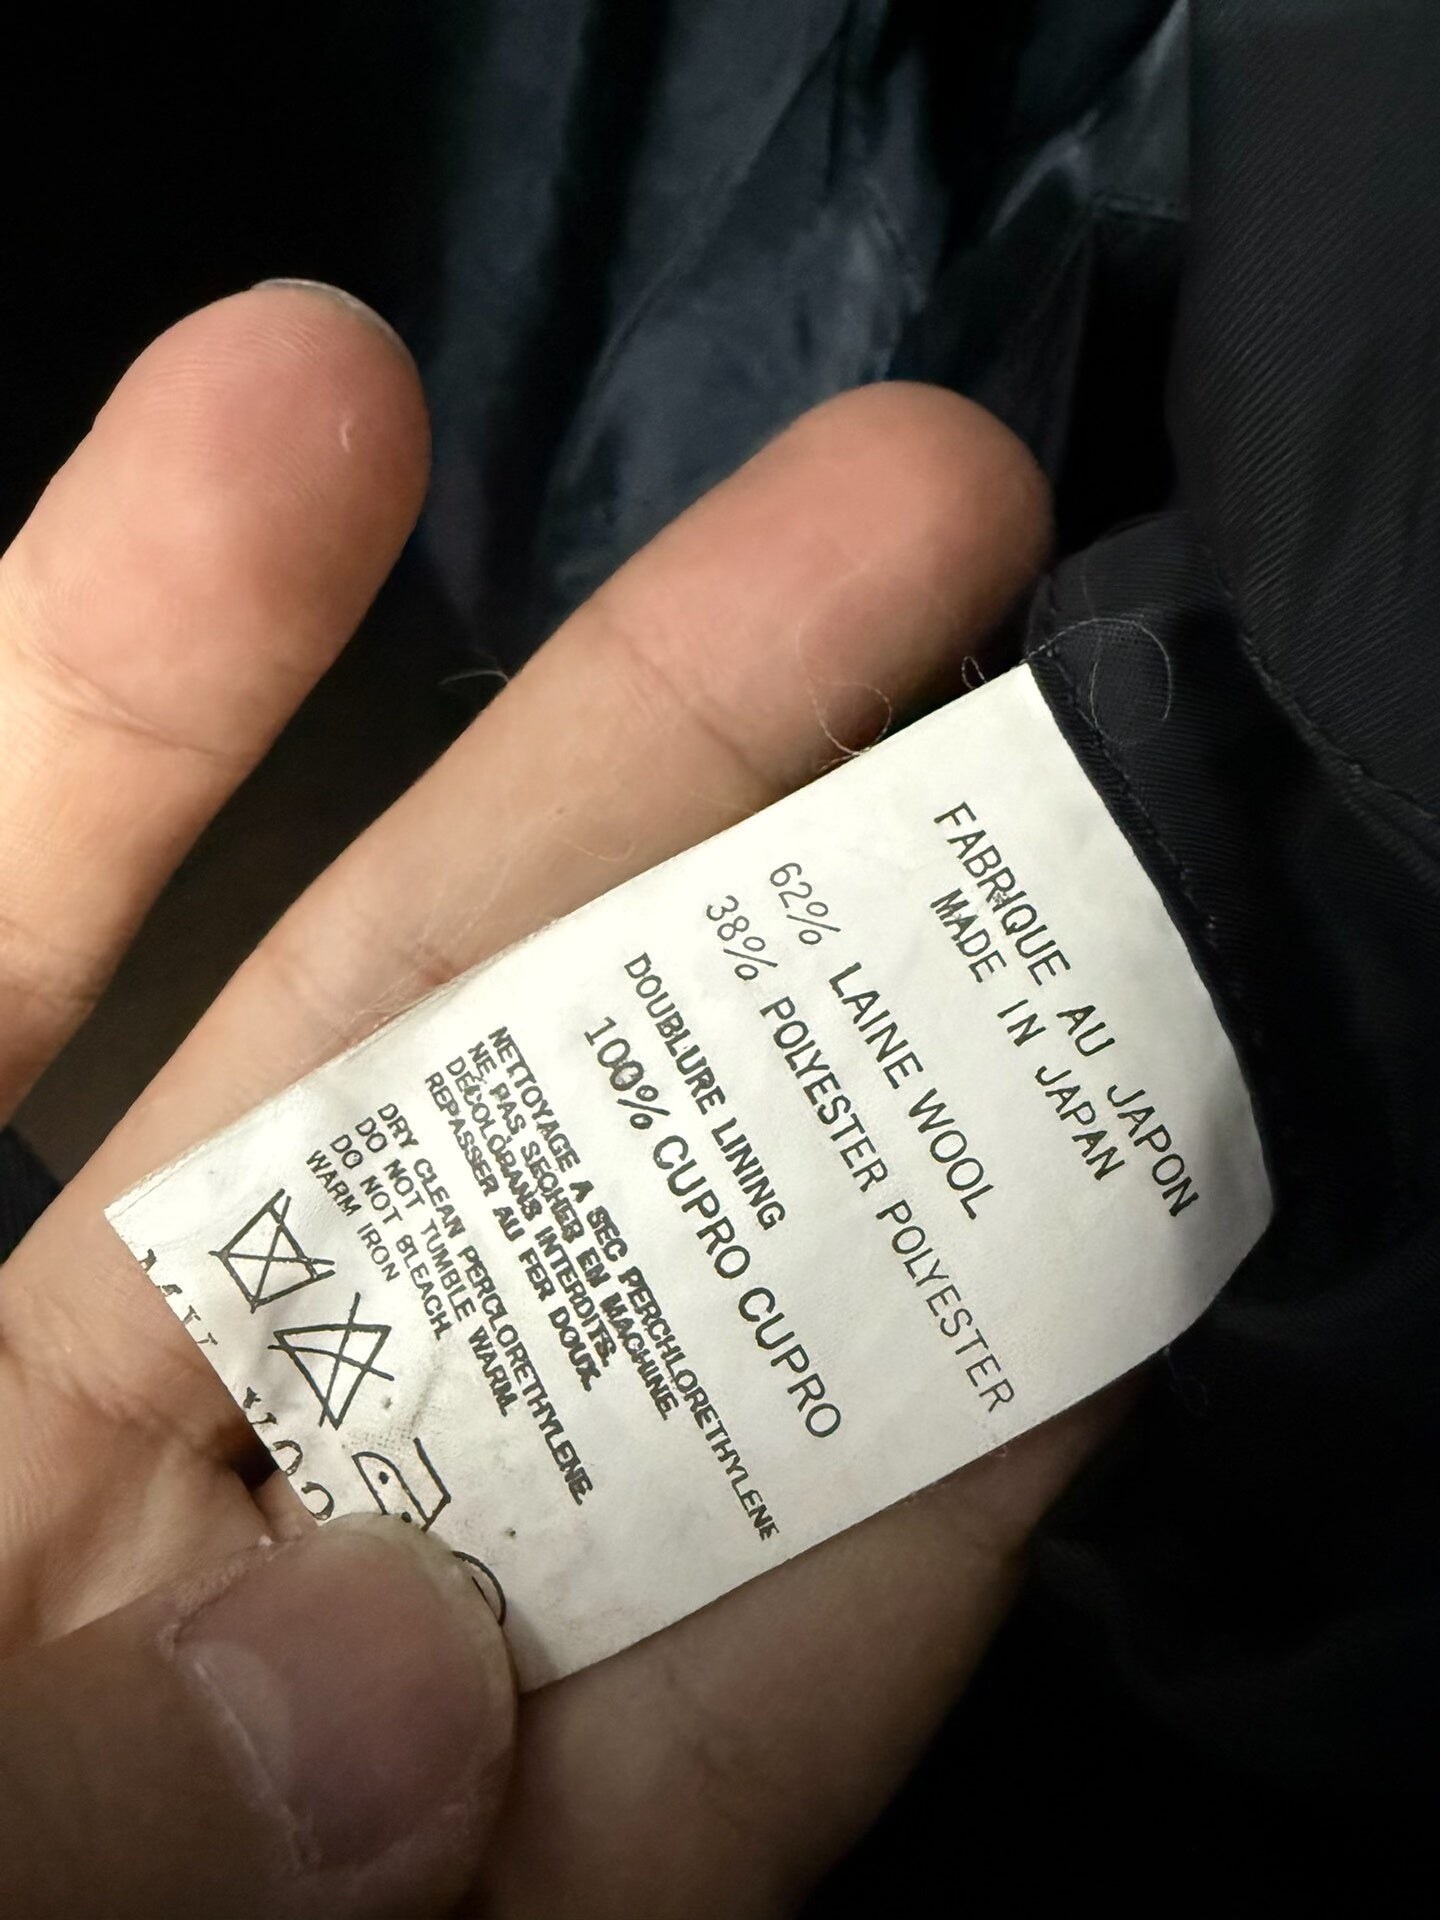 FABRIQUE AU JAPON
MADE IN JAPAN
62% LAINE WOOL
38% POLYESTER POLYESTER
DOUBLURE LINING
100% CUPRO CUPRO
NETTOYAGE A SEC PERCHLORETHYLENE
NE PAS SECHER EN MACHINE.
DECOLORANS INTERDITS.
REPASSER AU FER DOUX.
DRY CLEAN PERCLORETHYLENE.
DO NOT TUMBLE WARM.
DO NOT BLEACH.
WARM IRON